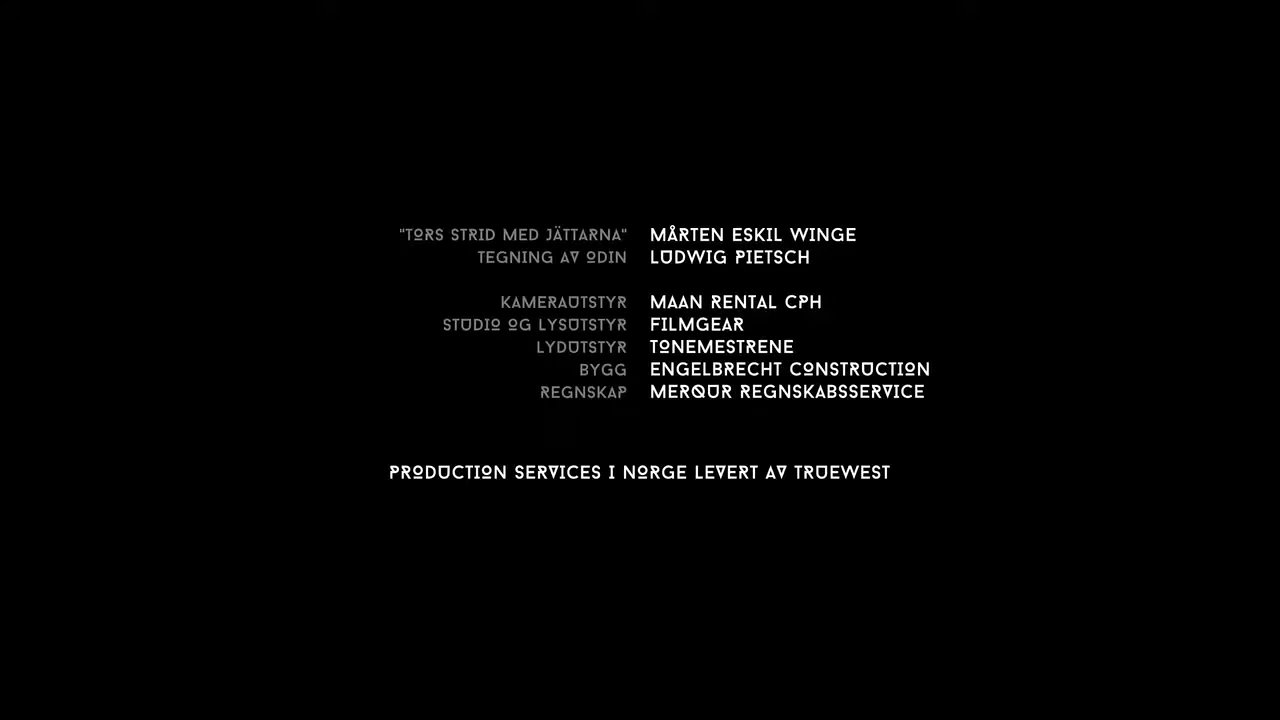 "TORS STRID MED JÄTTARNA" MÅRTEN ESKIL WINGE
TEGNING AV ODIN LUDWIG PIETSCH
KAMERAUTSTYR MAAN RENTAL CPH
STUDIO OG LYSUTSTYR FILMGEAR
LYDUTSTYR TONEMESTRENE
BYGG ENGELBRECHT CONSTRUCTION
REGNSKAP MERQUR REGNSKABSSERVICE
PRODUCTION SERVICES I NORGE LEVERT AV TRUEWEST